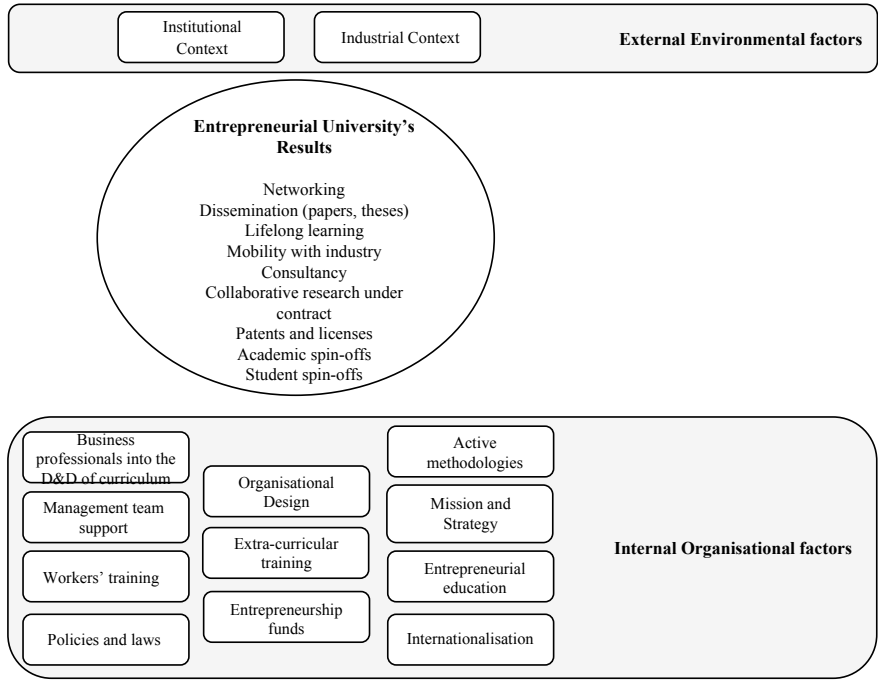 Institutional
Context
Industrial Context
External Environmental factors
Entrepreneurial University’s
Results
Networking
Dissemination (papers, theses)
Lifelong learning
Mobility with industry
Consultancy
Collaborative research under
contract
Patents and licenses
Academic spin-offs
Student spin-offs
Business
professionals into the
D&D of curriculum
Management team
support
Workers’ training
Policies and laws
Organisational
Design
Extra-curricular
training
Entrepreneurship
funds
Active
methodologies
Mission and
Strategy
Entrepreneurial
education
Internationalisation
Internal Organisational factors